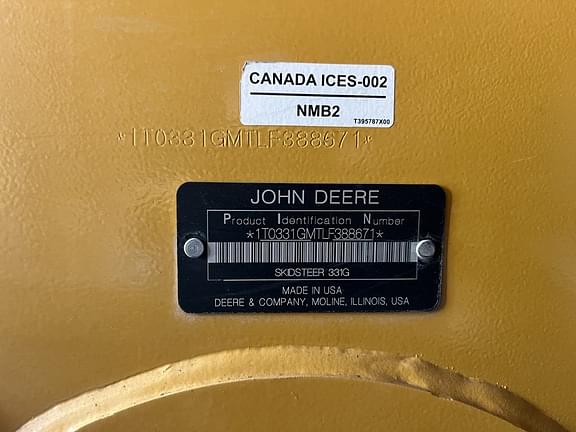 CANADA ICES-002
NMB2
T395787X00
*1T0331GMTLF388671*
JOHN DEERE
Product Identification Number
*1T0331GMTLF388671*
SKIDSTEER 331G
MADE IN USA
DEERE & COMPANY, MOLINE, ILLINOIS, USA